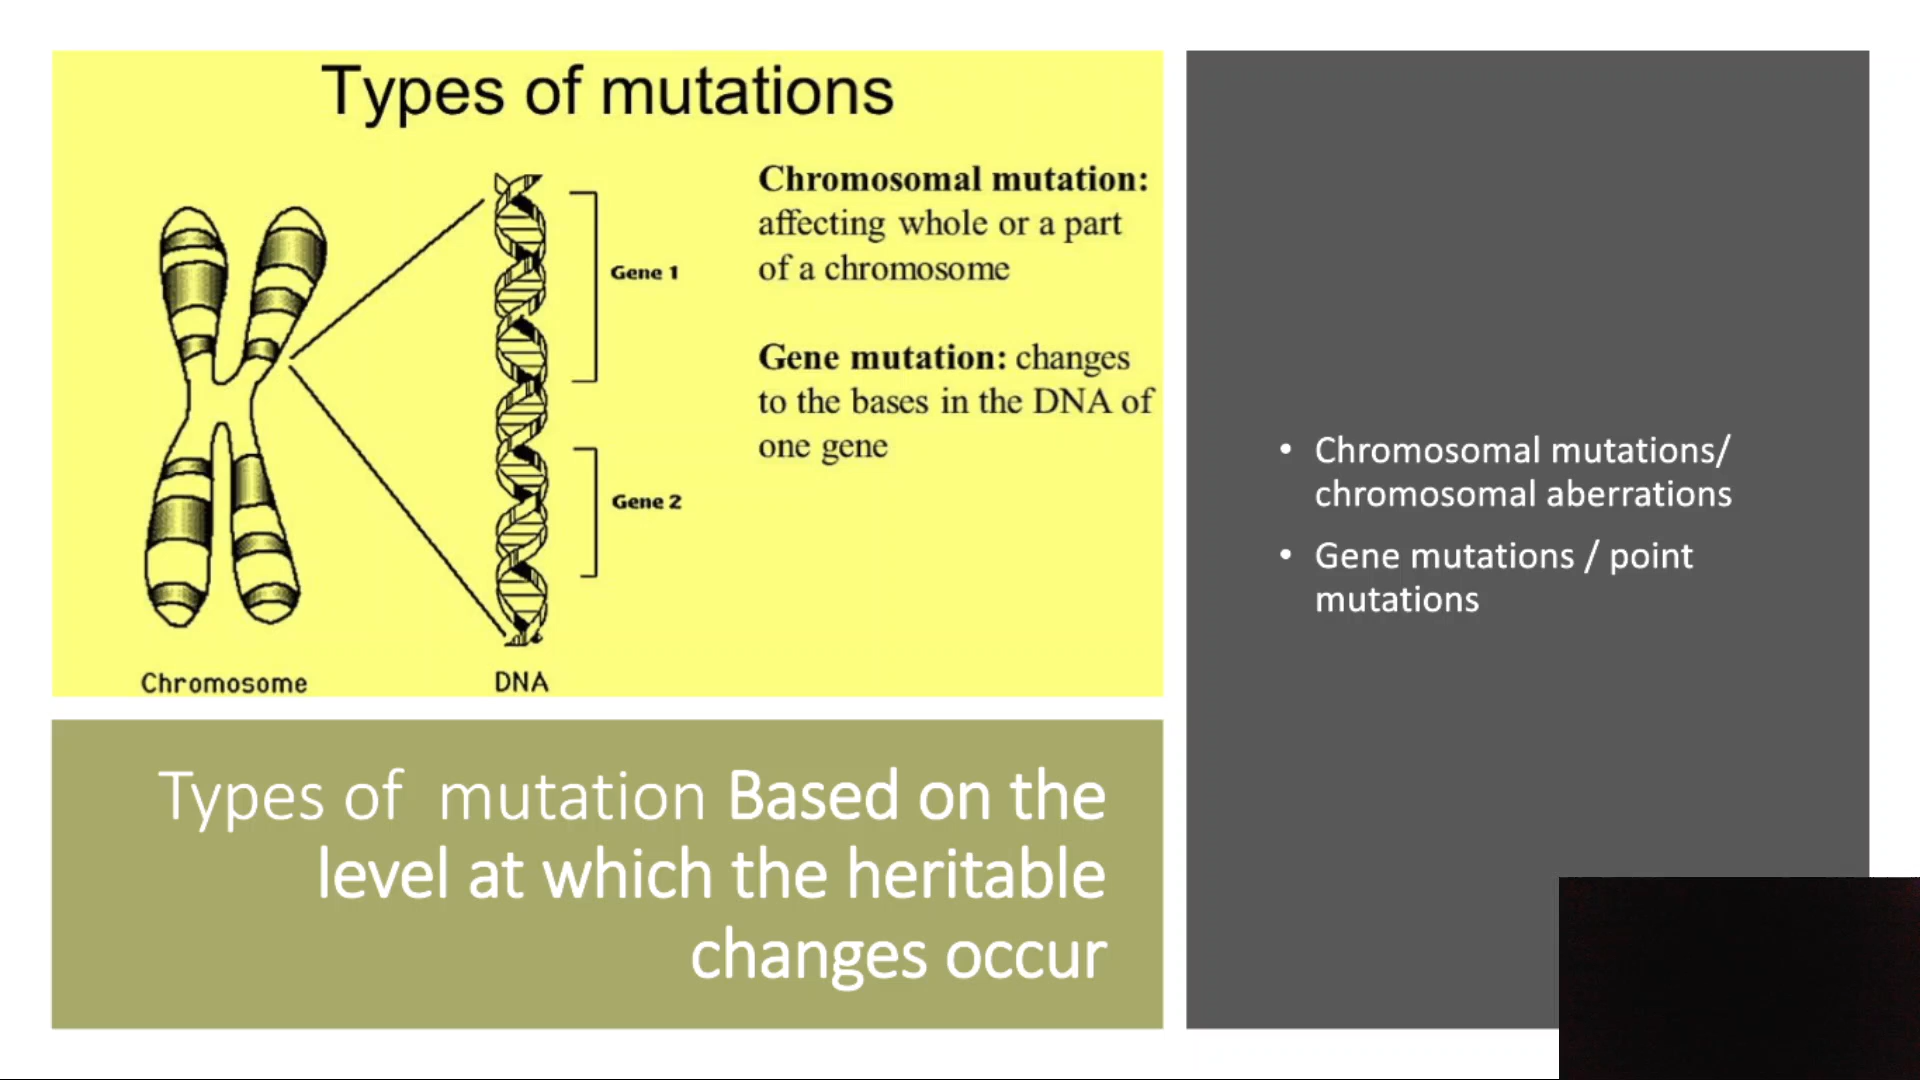 Types of mutations
Chromosomal mutation:
affecting whole or a part
of a chromosome
Gene mutation: changes
to the bases in the DNA of
one gene
Gene 1
Gene 2
Chromosome
DNA
Types of mutation Based on the
level at which the heritable
changes occur
• Chromosomal mutations/
chromosomal aberrations
• Gene mutations / point
mutations